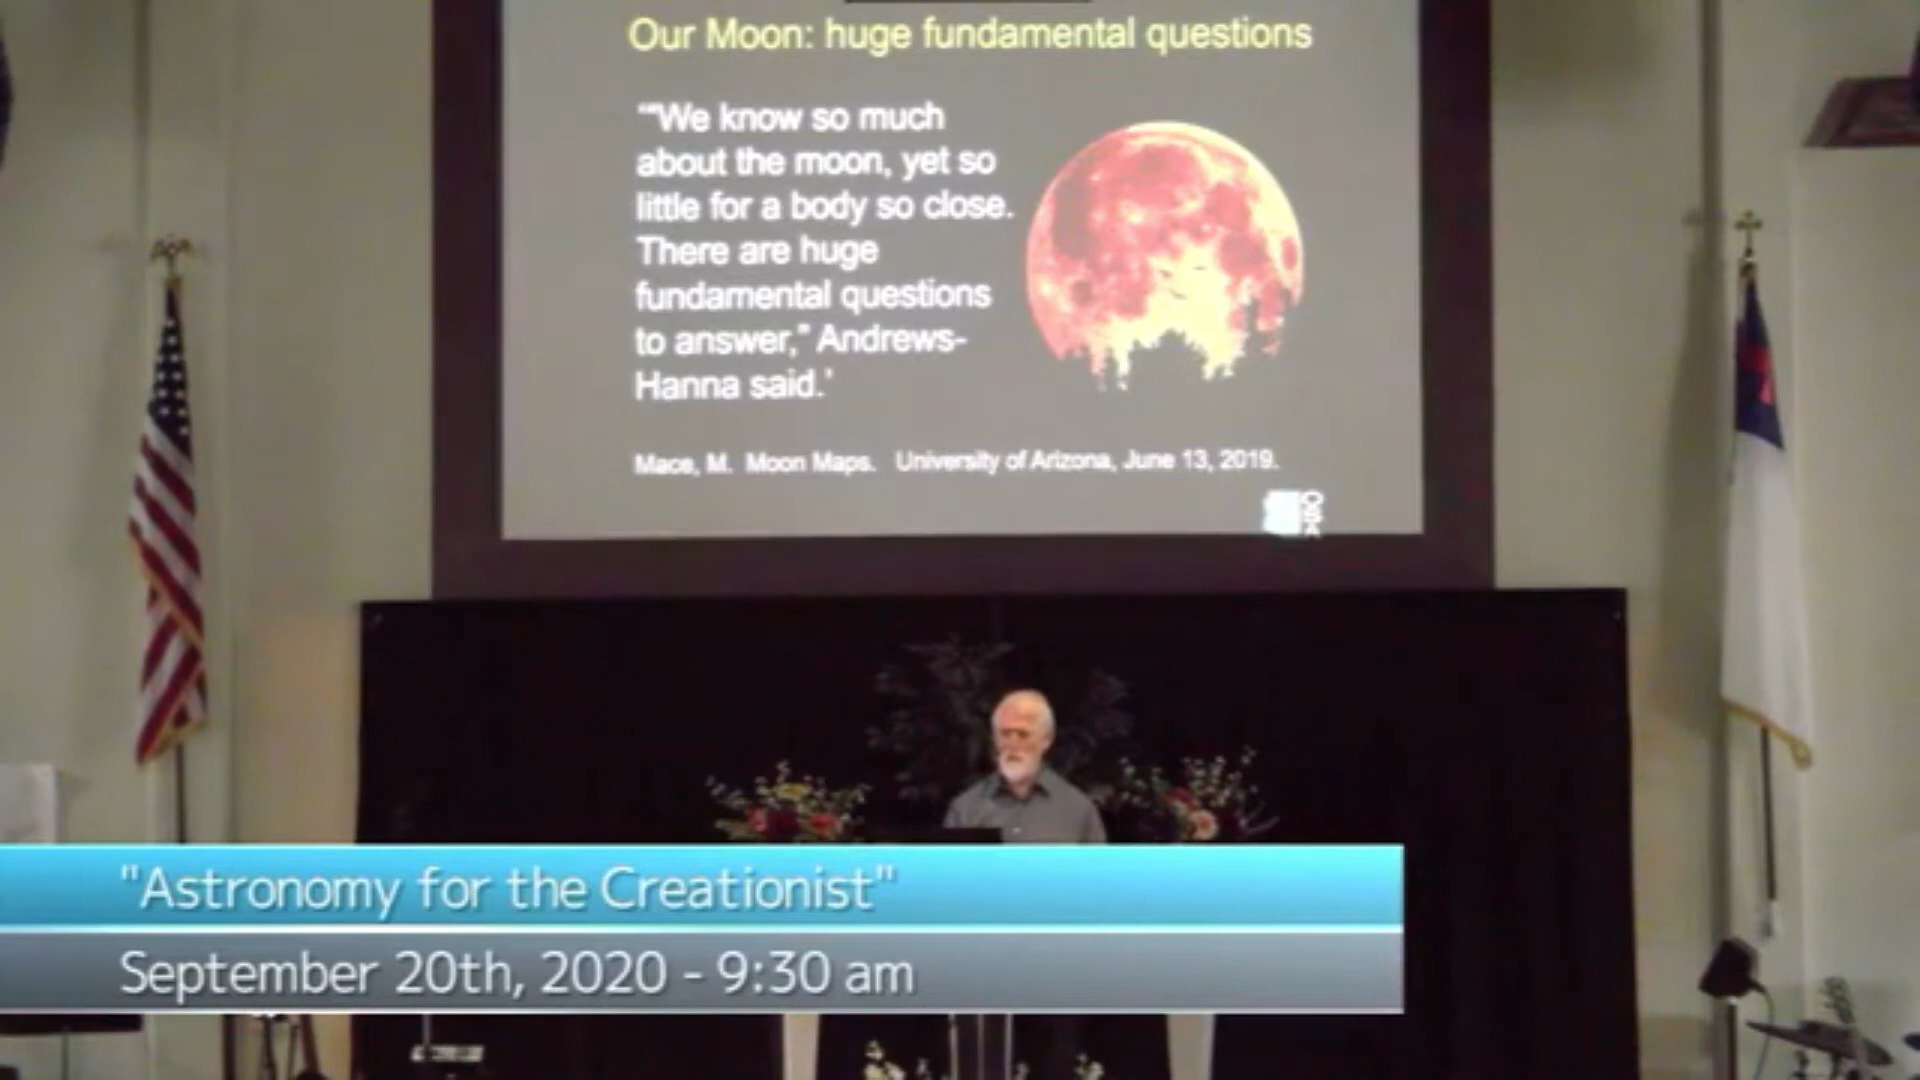 Our Moon: huge fundamental questions
'"We know so much
about the moon, yet so
little for a body so close.
There are huge
fundamental questions
to answer," Andrews-
Hanna said.'
Mace, M. Moon Maps. University of Arizona, June 13, 2019.
"Astronomy for the Creationist"
September 20th, 2020 - 9:30 am